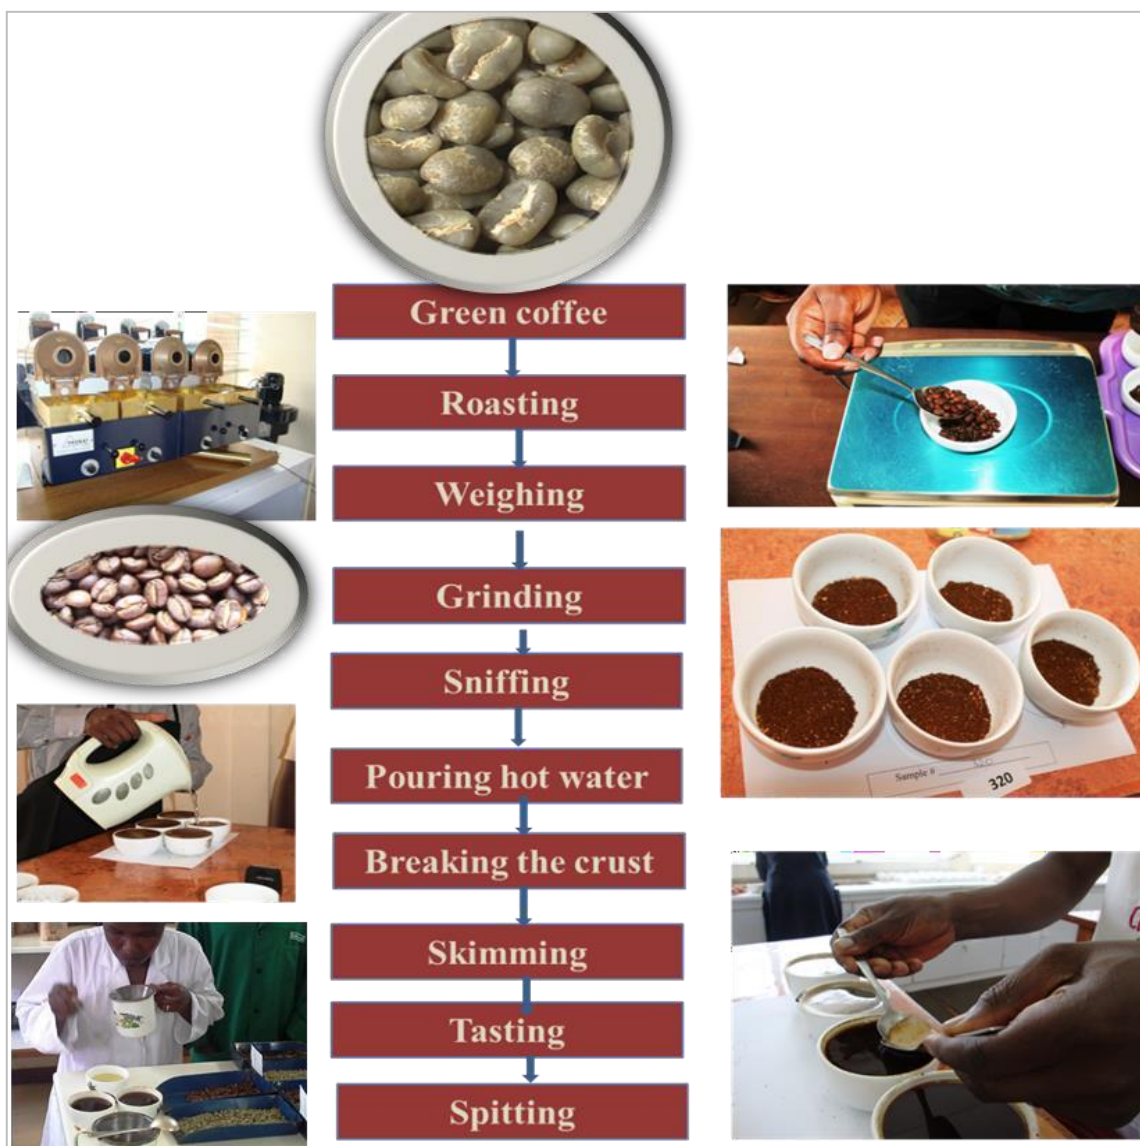 Green coffee
Roasting
Weighing
Grinding
Sniffing
Pouring hot water
Breaking the crust
Skimming
Tasting
Spitting
Sample #
320